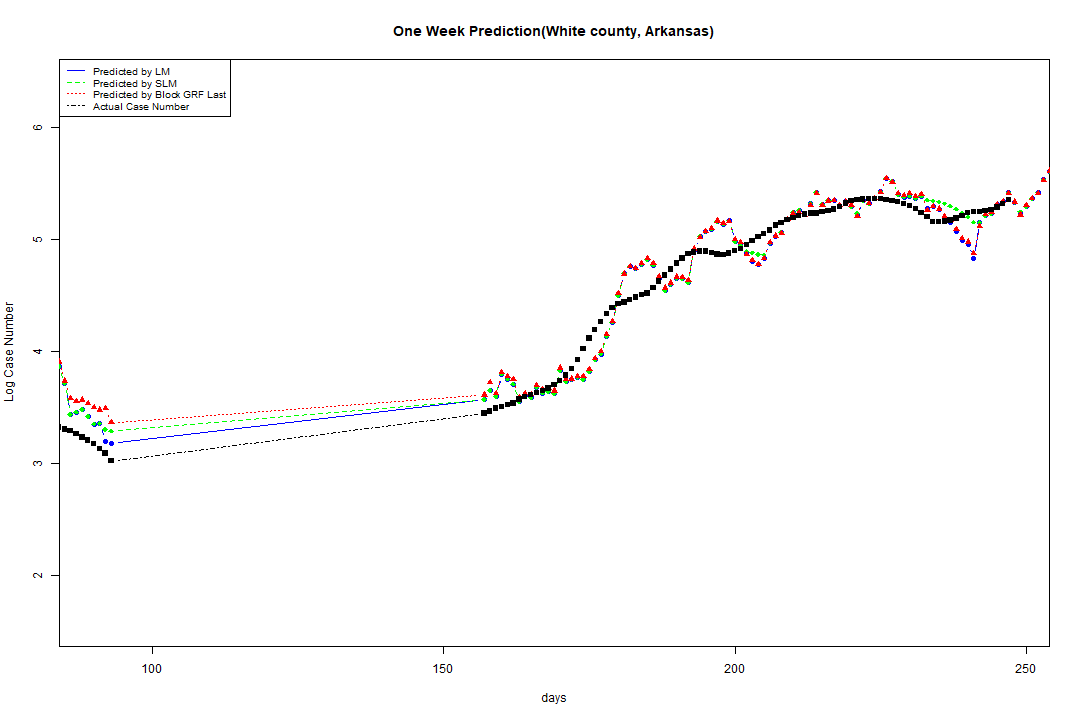 One Week Prediction(White county, Arkansas)
Predicted by LM
Predicted by SLM
Predicted by Block GRF Last
Actual Case Number
Log Case Number
6
5
4
3
2
100
150
200
250
days